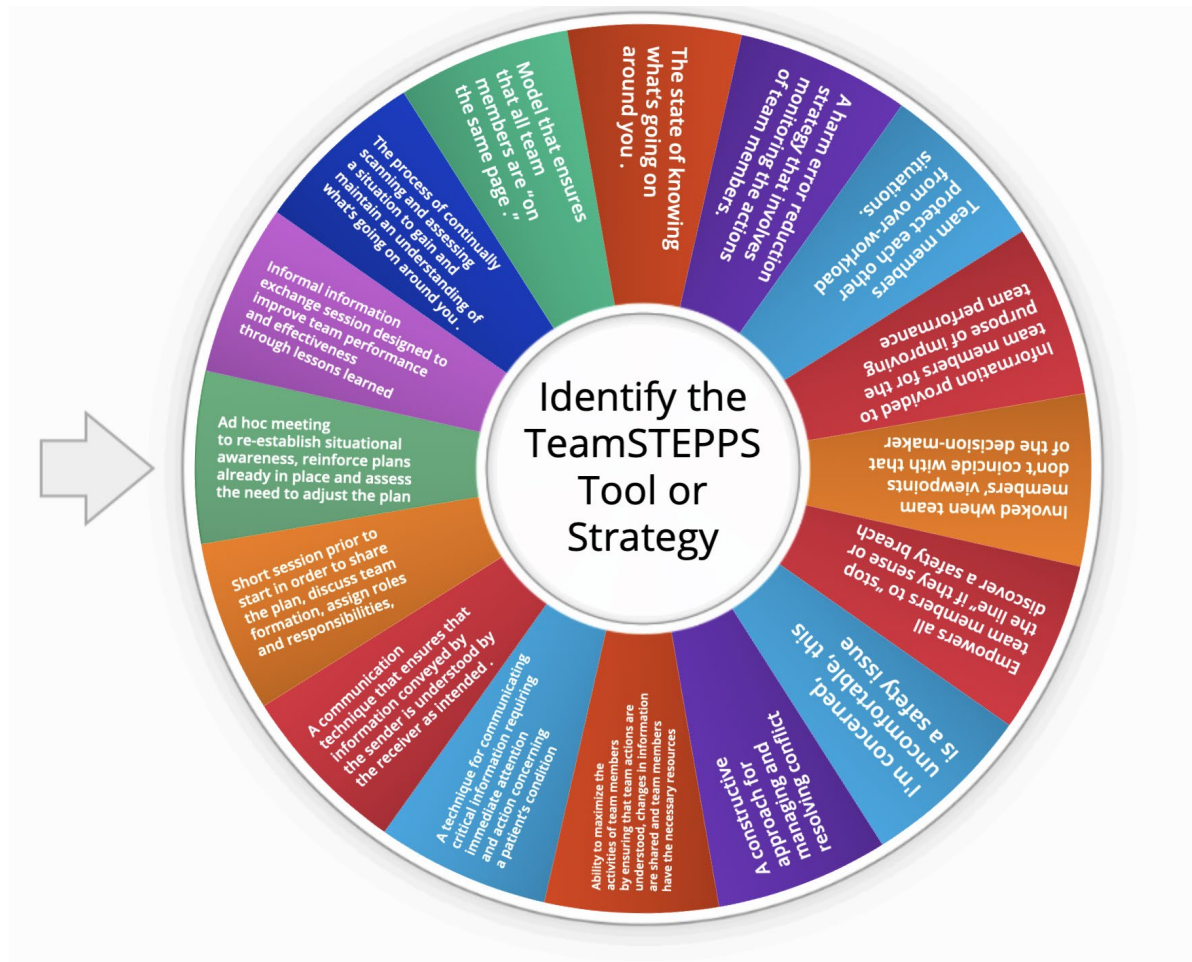 Identify the
TeamSTEPPS
Tool or
Strategy
The state of knowing
what's going on
around you .
A harm error reduction
strategy that involves
monitoring the actions
of team members.
Team members
protect each other
from over-workload
situations.
Information provided to
team members for the
purpose of improving
team performance
Invoked when team
members' viewpoints
don't coincide with that
of the decision-maker
Empowers all
team members to "stop
the line" if they sense or
discover a safety breach
I'm concerned,
uncomfortable, this
is a safety issue
A constructive
approach for
managing and
resolving conflict
Ability to maximize the
activities of team members
by ensuring that team actions are
understood, changes in information
are shared and team members
have the necessary resources
A technique for communicating
critical information requiring
immediate attention
and action concerning
a patient's condition
A communication
technique that ensures that
information conveyed by
the sender is understood by
the receiver as intended .
Short session prior to
start in order to share
the plan, discuss team
formation, assign roles
and responsibilities,
Ad hoc meeting
to re-establish situational
awareness, reinforce plans
already in place and assess
the need to adjust the plan
Informal information
exchange session designed to
improve team performance
and effectiveness
through lessons learned
The process of continually
scanning and assessing
a situation to gain and
maintain an understanding of
what's going on around you .
Model that ensures
that all team
members are "on
the same page ."